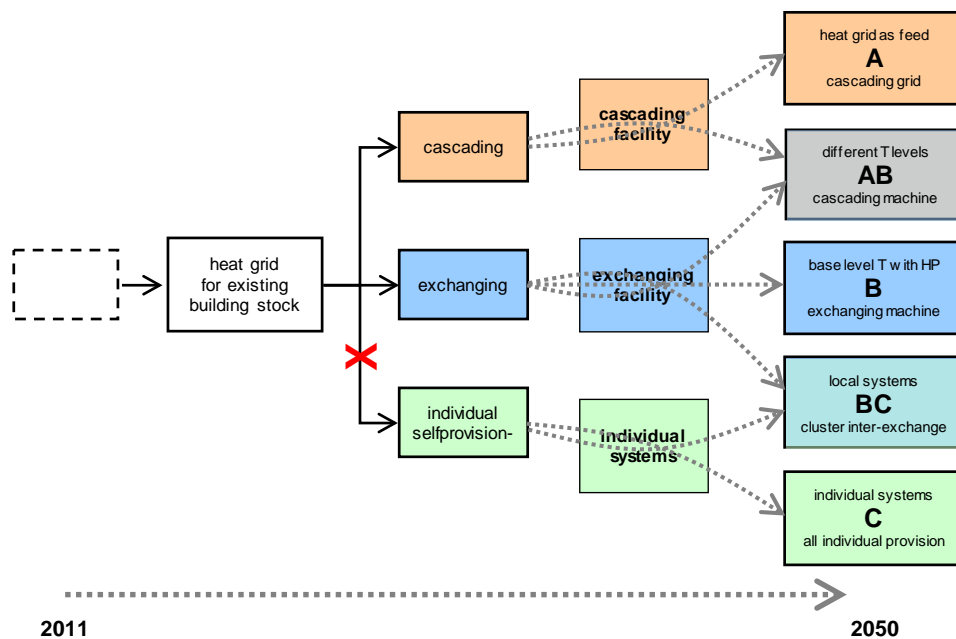 heat grid
for existing
building stock
cascading
exchanging
individual
selfprovision-
cascading
facility
exchanging
facility
individual
systems
heat grid as feed
A
cascading grid
different T levels
AB
cascading machine
base level T with HP
B
exchanging machine
local systems
BC
cluster inter-exchange
individual systems
C
all individual provision
2011
2050